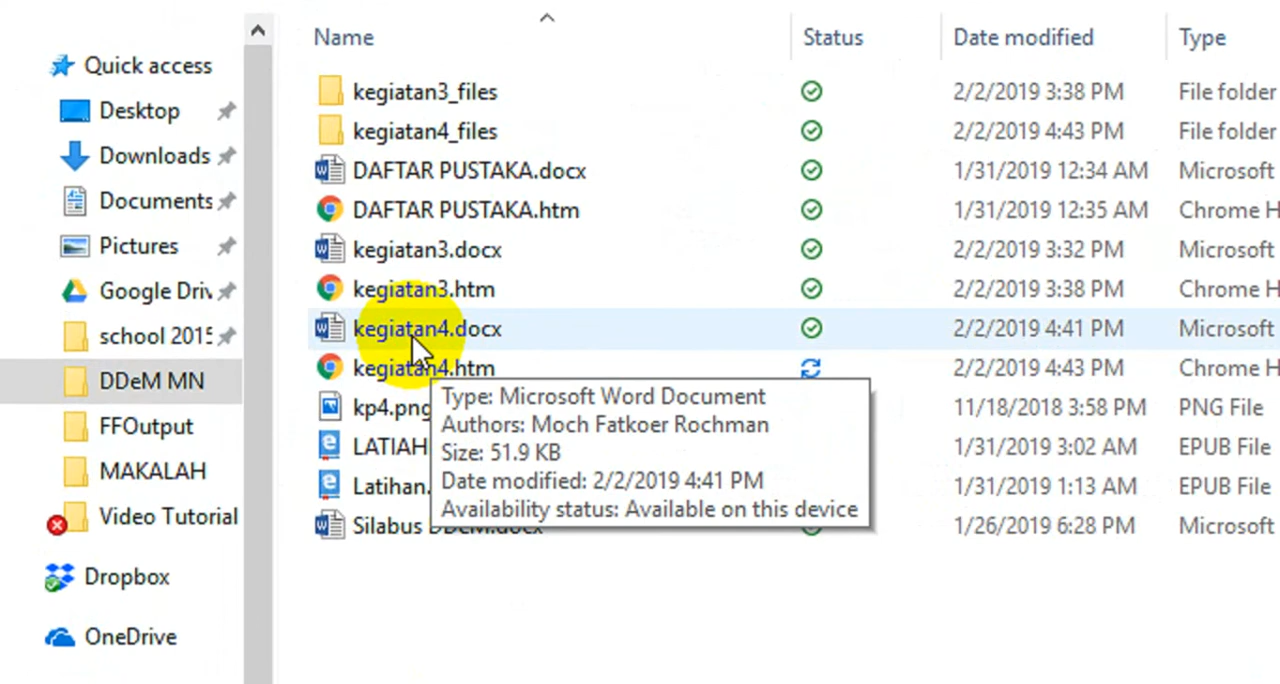 Name Status Date modified Type
Quick access
Desktop
Downloads
Documents
Pictures
Google Driv
school 2015
DDeM MN
FFOutput
MAKALAH
Video Tutorial
Dropbox
OneDrive
kegiatan3_files 2/2/2019 3:38 PM File folder
kegiatan4_files 2/2/2019 4:43 PM File folder
DAFTAR PUSTAKA.docx 1/31/2019 12:34 AM Microsoft
DAFTAR PUSTAKA.htm 1/31/2019 12:35 AM Chrome H
kegiatan3.docx 2/2/2019 3:32 PM Microsoft
kegiatan3.htm 2/2/2019 3:38 PM Chrome H
kegiatan4.docx 2/2/2019 4:41 PM Microsoft
kegiatan4.htm 2/2/2019 4:43 PM Chrome H
kp4.png 11/18/2018 3:58 PM PNG File
LATIAH 1/31/2019 3:02 AM EPUB File
Latihan. 1/31/2019 1:13 AM EPUB File
Silabus DDeM.docx 1/26/2019 6:28 PM Microsoft
Type: Microsoft Word Document
Authors: Moch Fatkoer Rochman
Size: 51.9 KB
Date modified: 2/2/2019 4:41 PM
Availability status: Available on this device